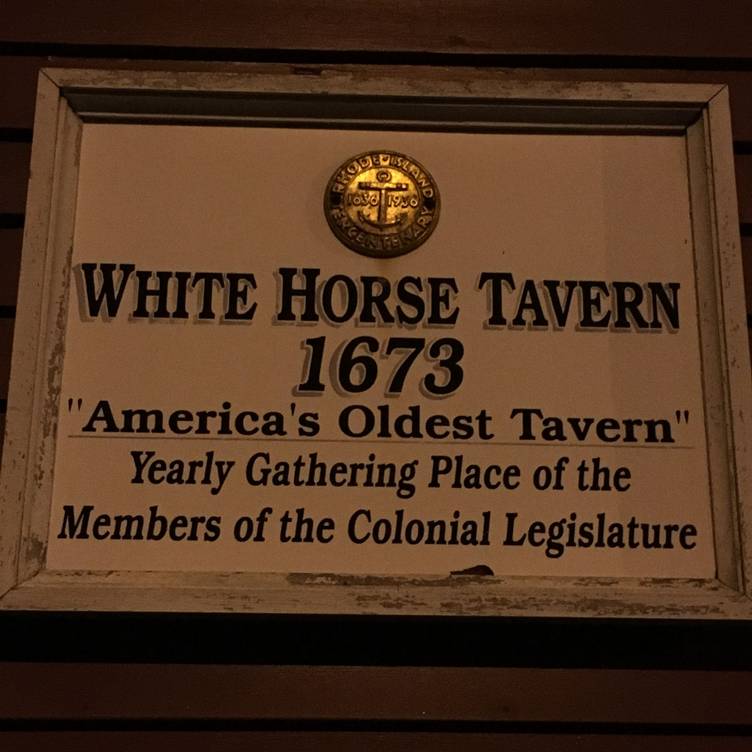 RHODE ISLAND
1636 1936
TERCENTENARY
WHITE HORSE TAVERN
1673
"America's Oldest Tavern"
Yearly Gathering Place of the
Members of the Colonial Legislature